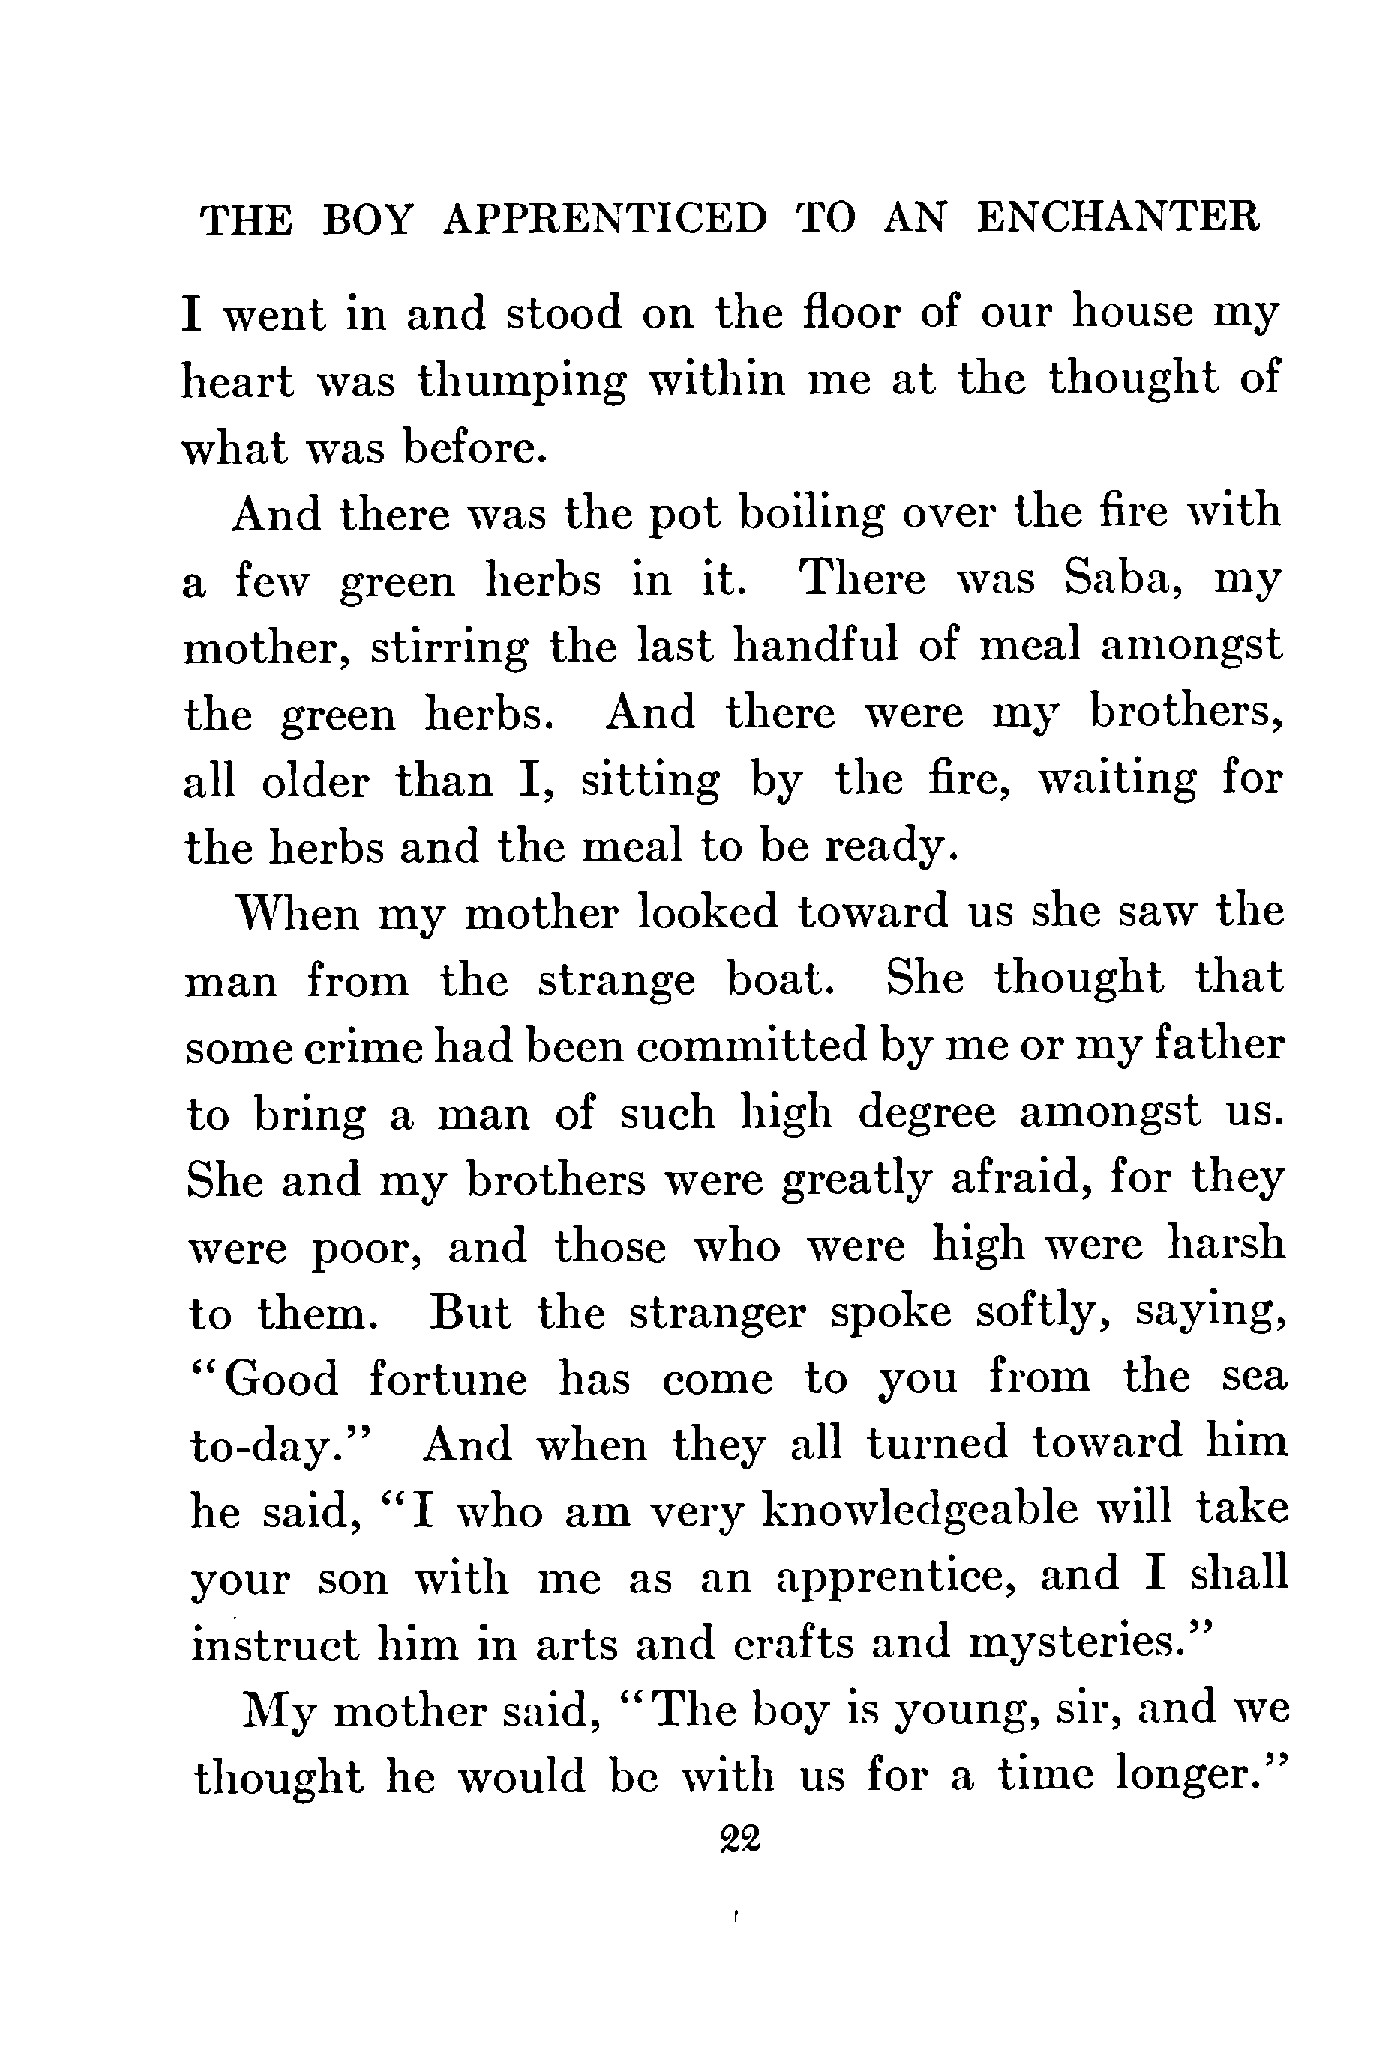 THE BOY APPRENTICED TO AN ENCHANTER
I went in and stood on the floor of our house my
heart was thumping within me at the thought of
what was before.
And there was the pot boiling over the fire with
a few green herbs in it. There was Saba, my
mother, stirring the last handful of meal amongst
the green herbs. And there were my brothers,
all older than I, sitting by the fire, waiting for
the herbs and the meal to be ready.
When my mother looked toward us she saw the
man from the strange boat. She thought that
some crime had been committed by me or my father
to bring a man of such high degree amongst us.
She and my brothers were greatly afraid, for they
were poor, and those who were high were harsh
to them. But the stranger spoke softly, saying,
“Good fortune has come to you from the sea
to-day.” And when they all turned toward him
he said, “I who am very knowledgeable will take
your son with me as an apprentice, and I shall
instruct him in arts and crafts and mysteries.”
My mother said, “The boy is young, sir, and we
thought he would be with us for a time longer.”
22